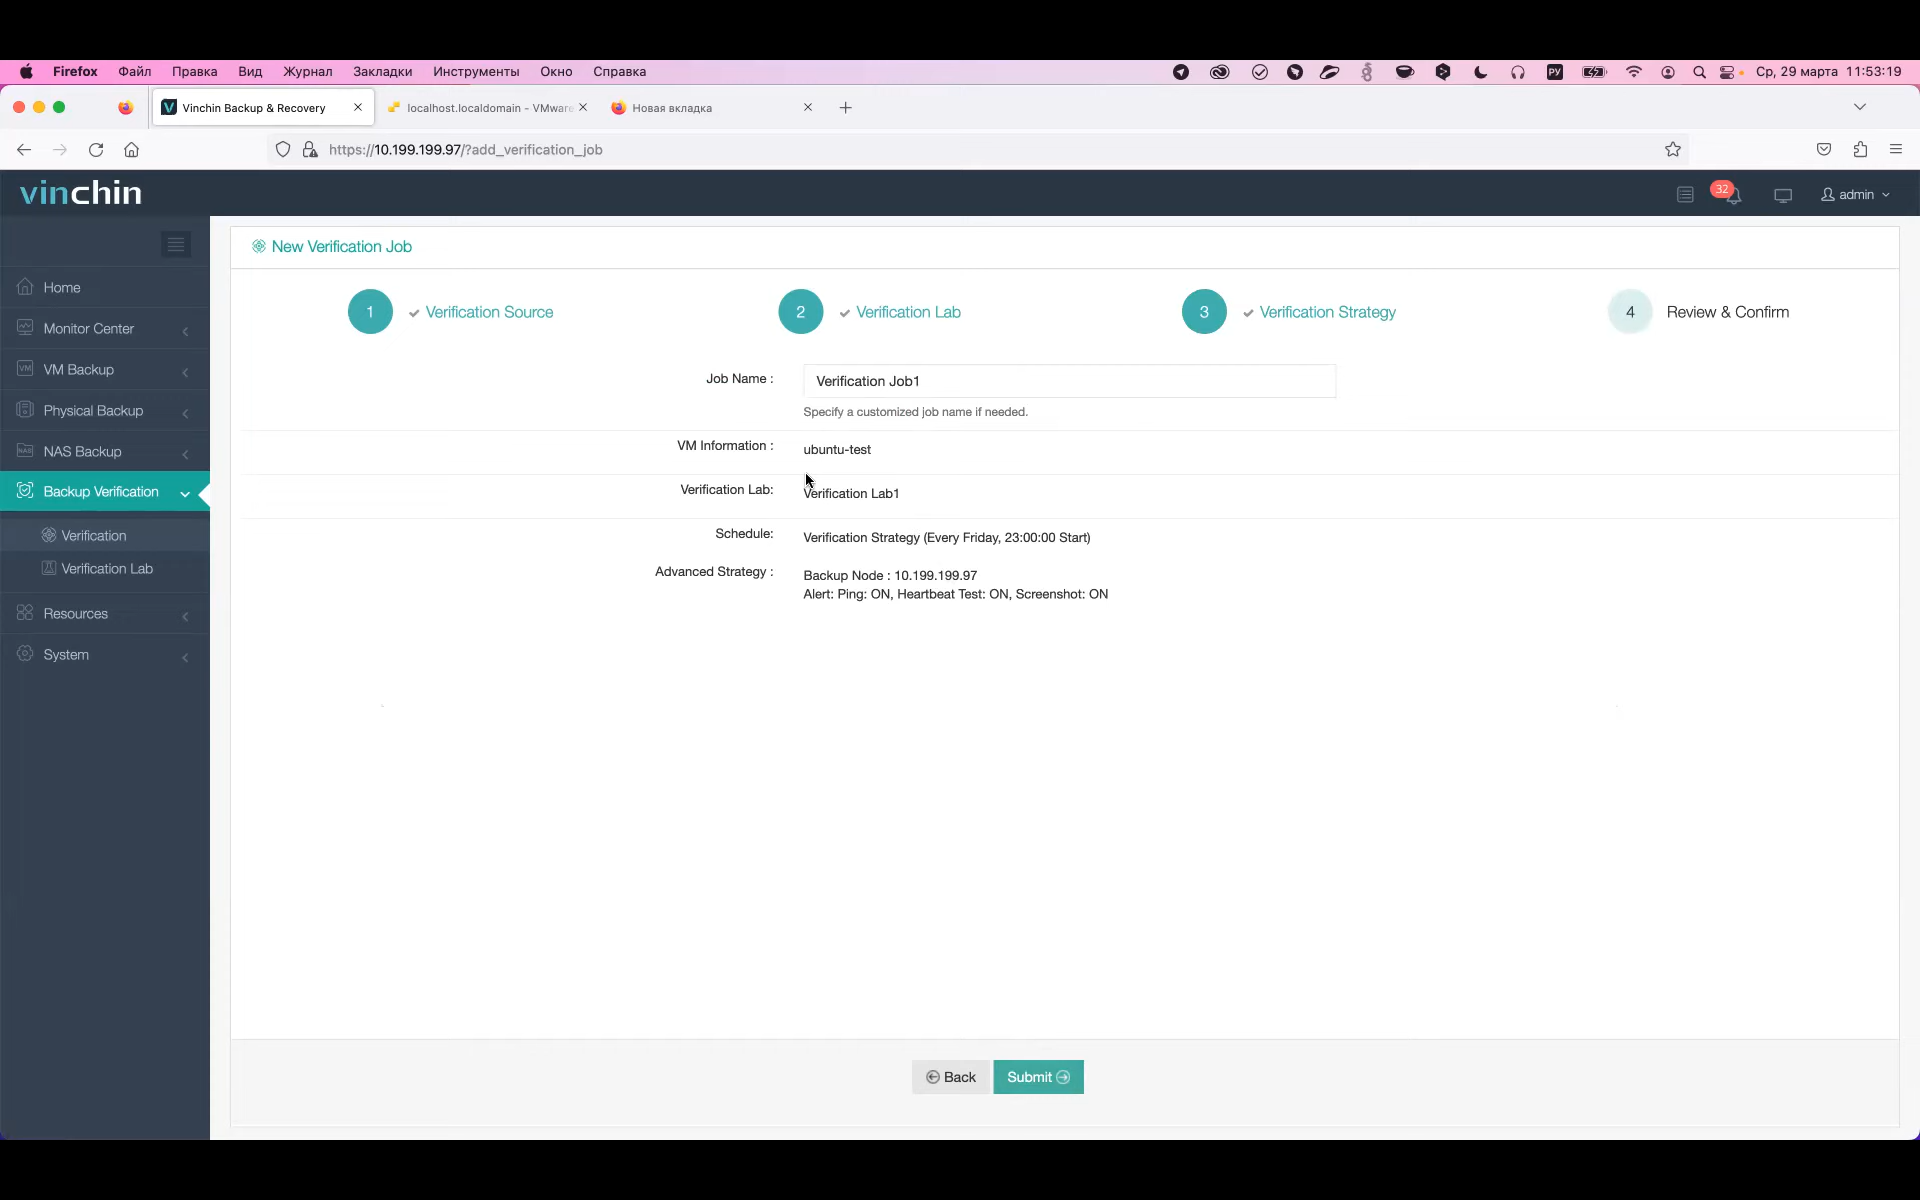 Firefox Файл Правка Вид Журнал Закладки Инструменты Окно Справка РУ Ср, 29 марта 11:53:19
Vinchin Backup & Recovery localhost.localdomain - VMware Новая вкладка
https://10.199.199.97/?add_verification_job
vinchin 32 admin
New Verification Job
1 Verification Source 2 Verification Lab 3 Verification Strategy 4 Review & Confirm
Home
Monitor Center
VM VM Backup
Physical Backup
NAS NAS Backup
Backup Verification
Verification
Verification Lab
Resources
System
Job Name : Verification Job1
Specify a customized job name if needed.
VM Information : ubuntu-test
Verification Lab: Verification Lab1
Schedule: Verification Strategy (Every Friday, 23:00:00 Start)
Advanced Strategy : Backup Node : 10.199.199.97
Alert: Ping: ON, Heartbeat Test: ON, Screenshot: ON
Back Submit